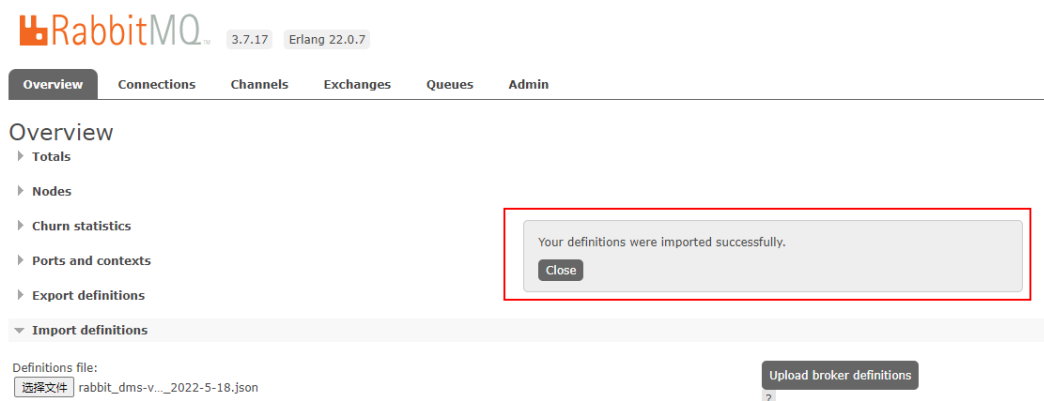 RabbitMQ™ 3.7.17 Erlang 22.0.7
Overview Connections Channels Exchanges Queues Admin
Overview
Totals
Nodes
Churn statistics
Ports and contexts
Export definitions
Import definitions
Your definitions were imported successfully.
Close
Definitions file:
选择文件 rabbit_dms-v..._2022-5-18.json
Upload broker definitions
?